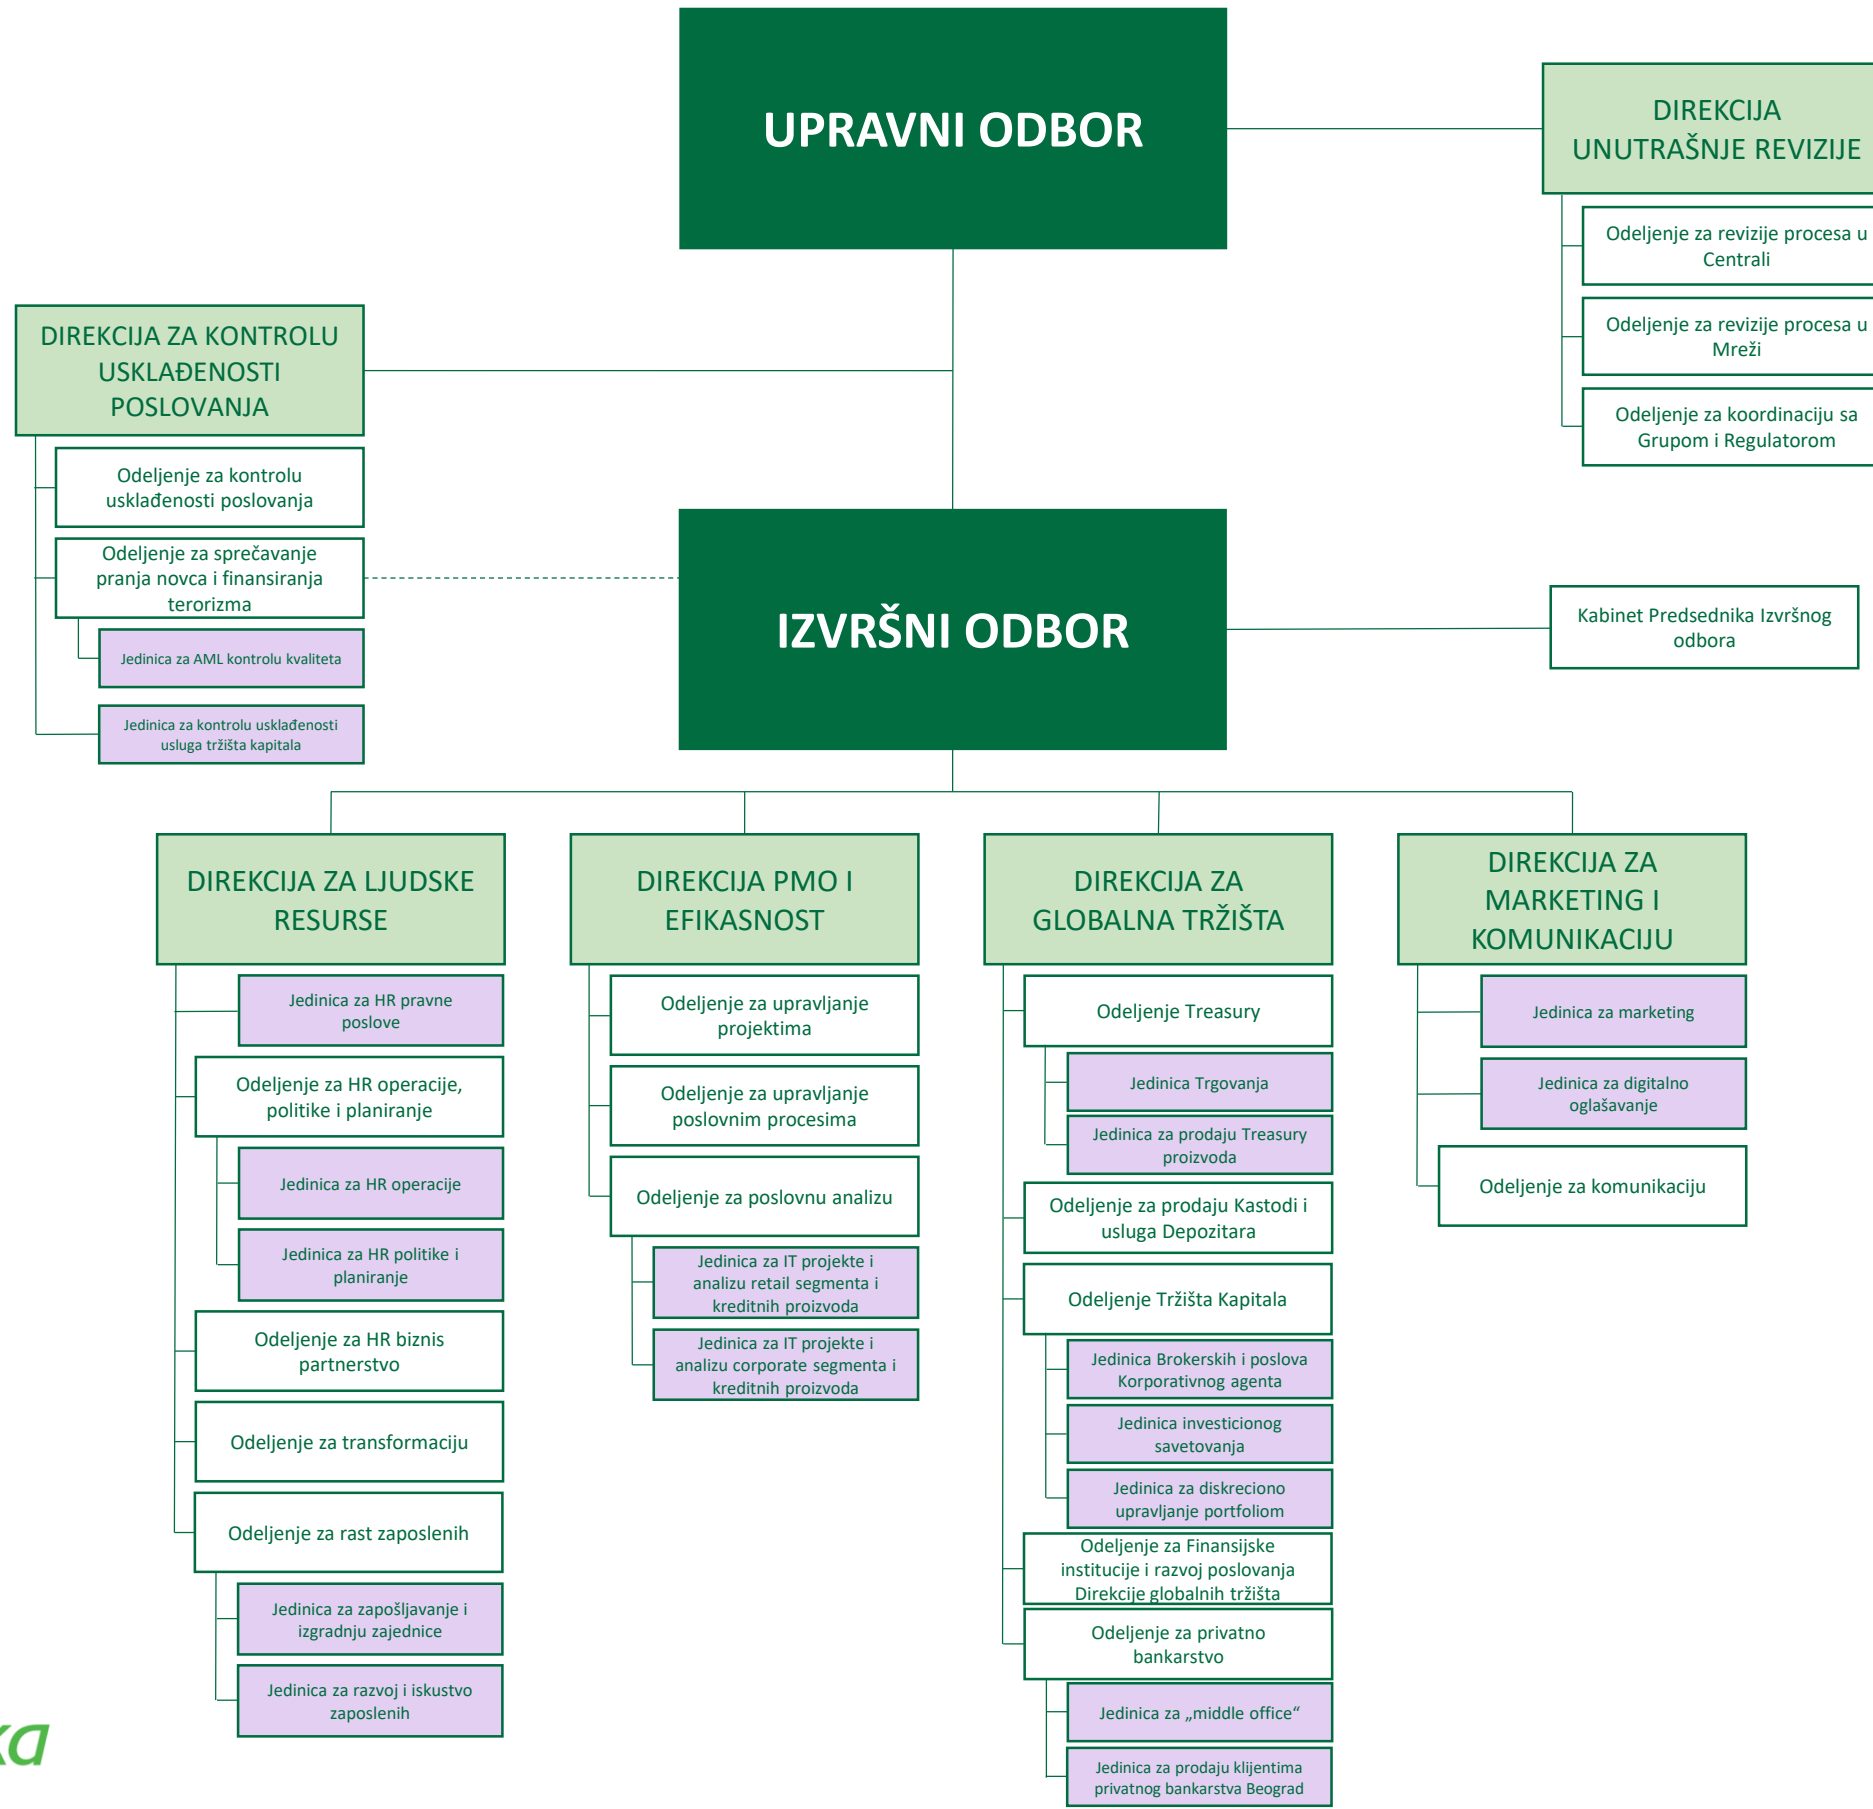 UPRAVNI ODBOR
DIREKCIJA
UNUTRAŠNJE REVIZIJE
Odeljenje za revizije procesa u
Centrali
Odeljenje za revizije procesa u
Mreži
Odeljenje za koordinaciju sa
Grupom i Regulatorom
DIREKCIJA ZA KONTROLU
USKLAĐENOSTI
POSLOVANJA
Odeljenje za kontrolu
usklađenosti poslovanja
Odeljenje za sprečavanje
pranja novca i finansiranja
terorizma
Jedinica za AML kontrolu kvaliteta
Jedinica za kontrolu usklađenosti
usluga tržišta kapitala
IZVRŠNI ODBOR
Kabinet Predsednika Izvršnog
odbora
DIREKCIJA ZA LJUDSKE
RESURSE
Jedinica za HR pravne
poslove
Odeljenje za HR operacije,
politike i planiranje
Jedinica za HR operacije
Jedinica za HR politike i
planiranje
Odeljenje za HR biznis
partnerstvo
Odeljenje za transformaciju
Odeljenje za rast zaposlenih
Jedinica za zapošljavanje i
izgradnju zajednice
Jedinica za razvoj i iskustvo
zaposlenih
DIREKCIJA PMO I
EFIKASNOST
Odeljenje za upravljanje
projektima
Odeljenje za upravljanje
poslovnim procesima
Odeljenje za poslovnu analizu
Jedinica za IT projekte i
analizu retail segmenta i
kreditnih proizvoda
Jedinica za IT projekte i
analizu corporate segmenta i
kreditnih proizvoda
DIREKCIJA ZA
GLOBALNA TRŽIŠTA
Odeljenje Treasury
Jedinica Trgovanja
Jedinica za prodaju Treasury
proizvoda
Odeljenje za prodaju Kastodi i
usluga Depozitara
Odeljenje Tržišta Kapitala
Jedinica Brokerskih i poslova
Korporativnog agenta
Jedinica investicionog
savetovanja
Jedinica za diskreciono
upravljanje portfoliom
Odeljenje za Finansijske
institucije i razvoj poslovanja
Direkcije globalnih tržišta
Odeljenje za privatno
bankarstvo
Jedinica za „middle office“
Jedinica za prodaju klijentima
privatnog bankarstva Beograd
DIREKCIJA ZA
MARKETING I
KOMUNIKACIJU
Jedinica za marketing
Jedinica za digitalno
oglašavanje
Odeljenje za komunikaciju